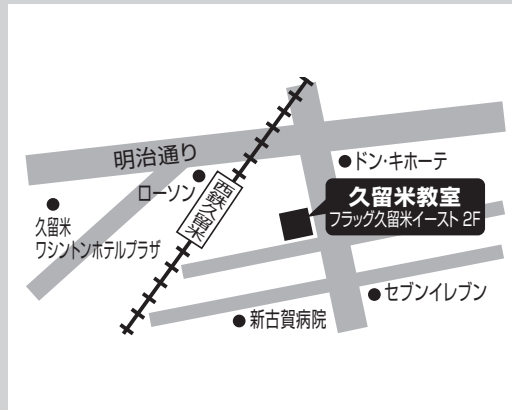 明治通り
ドン・キホーテ
ローソン
西鉄久留米
久留米教室
フラッグ久留米イースト 2F
久留米
ワシントンホテルプラザ
セブンイレブン
新古賀病院